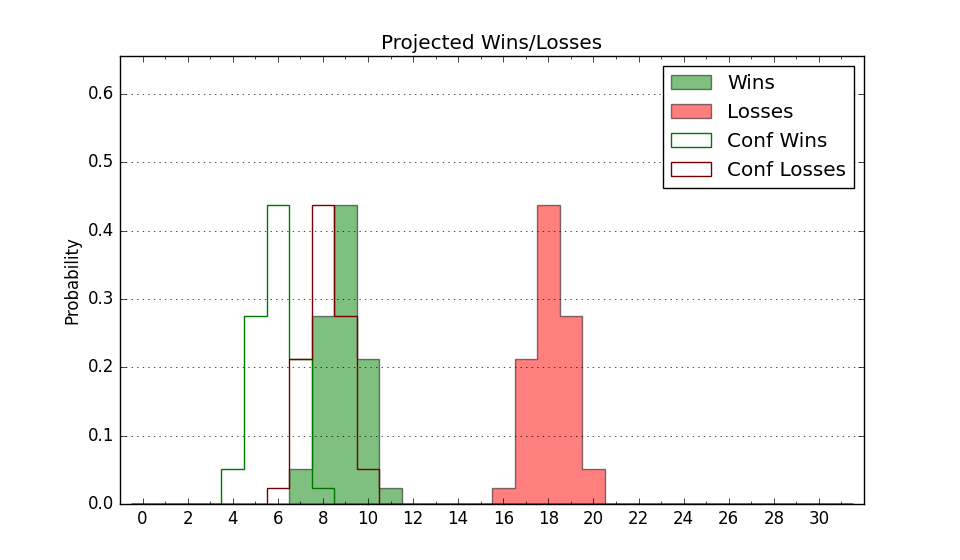 Projected Wins/Losses
Wins
Losses
Conf Wins
Conf Losses
Probability
0.6
0.5
0.4
0.3
0.2
0.1
0.0
0 2 4 6 8 10 12 14 16 18 20 22 24 26 28 30